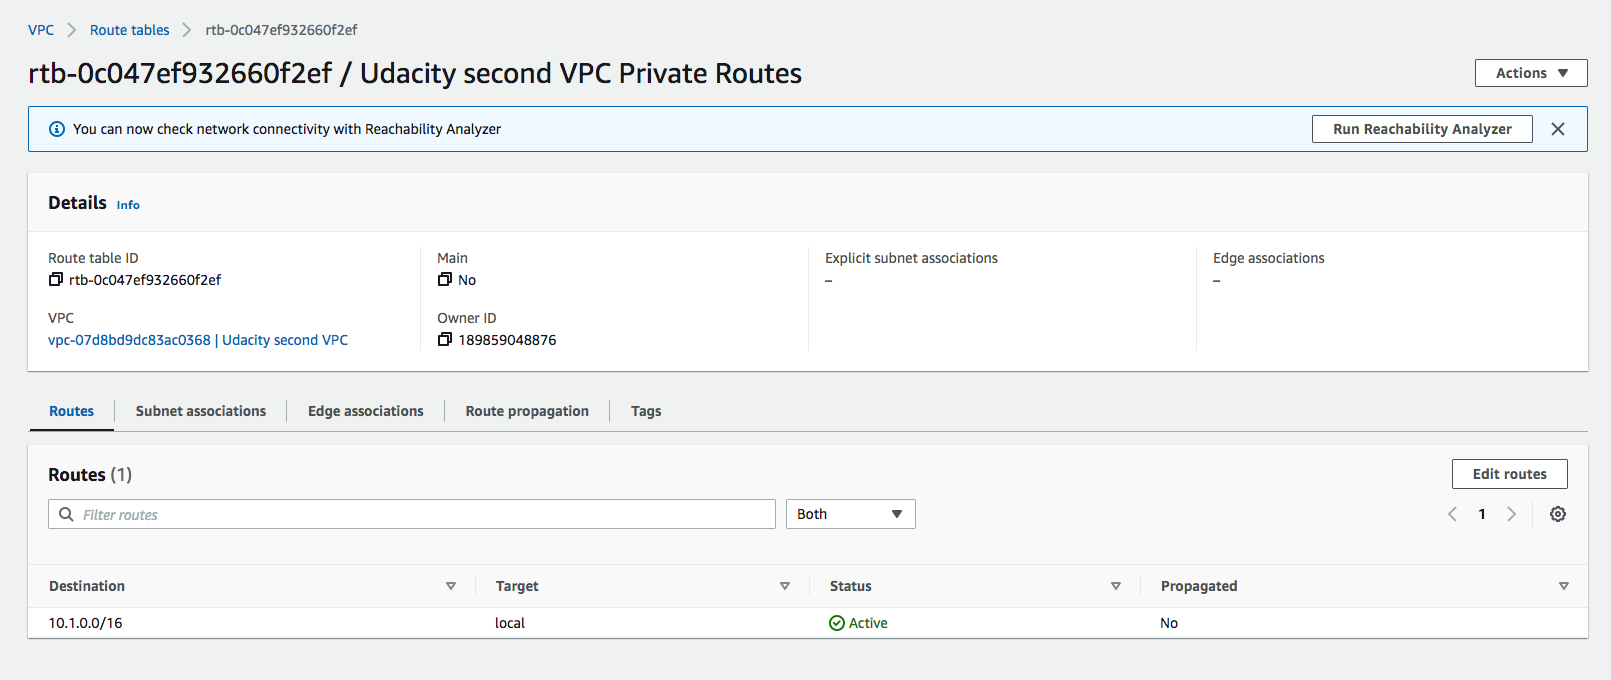 VPC > Route tables > rtb-0c047ef932660f2ef
rtb-0c047ef932660f2ef / Udacity second VPC Private Routes
Actions
You can now check network connectivity with Reachability Analyzer
Run Reachability Analyzer
Details Info
Route table ID
rtb-0c047ef932660f2ef
Main
No
Explicit subnet associations
–
Edge associations
–
VPC
vpc-07d8bd9dc83ac0368 | Udacity second VPC
Owner ID
189859048876
Routes
Subnet associations
Edge associations
Route propagation
Tags
Routes (1)
Edit routes
Filter routes
Both
1
Destination Target Status Propagated
10.1.0.0/16 local Active No